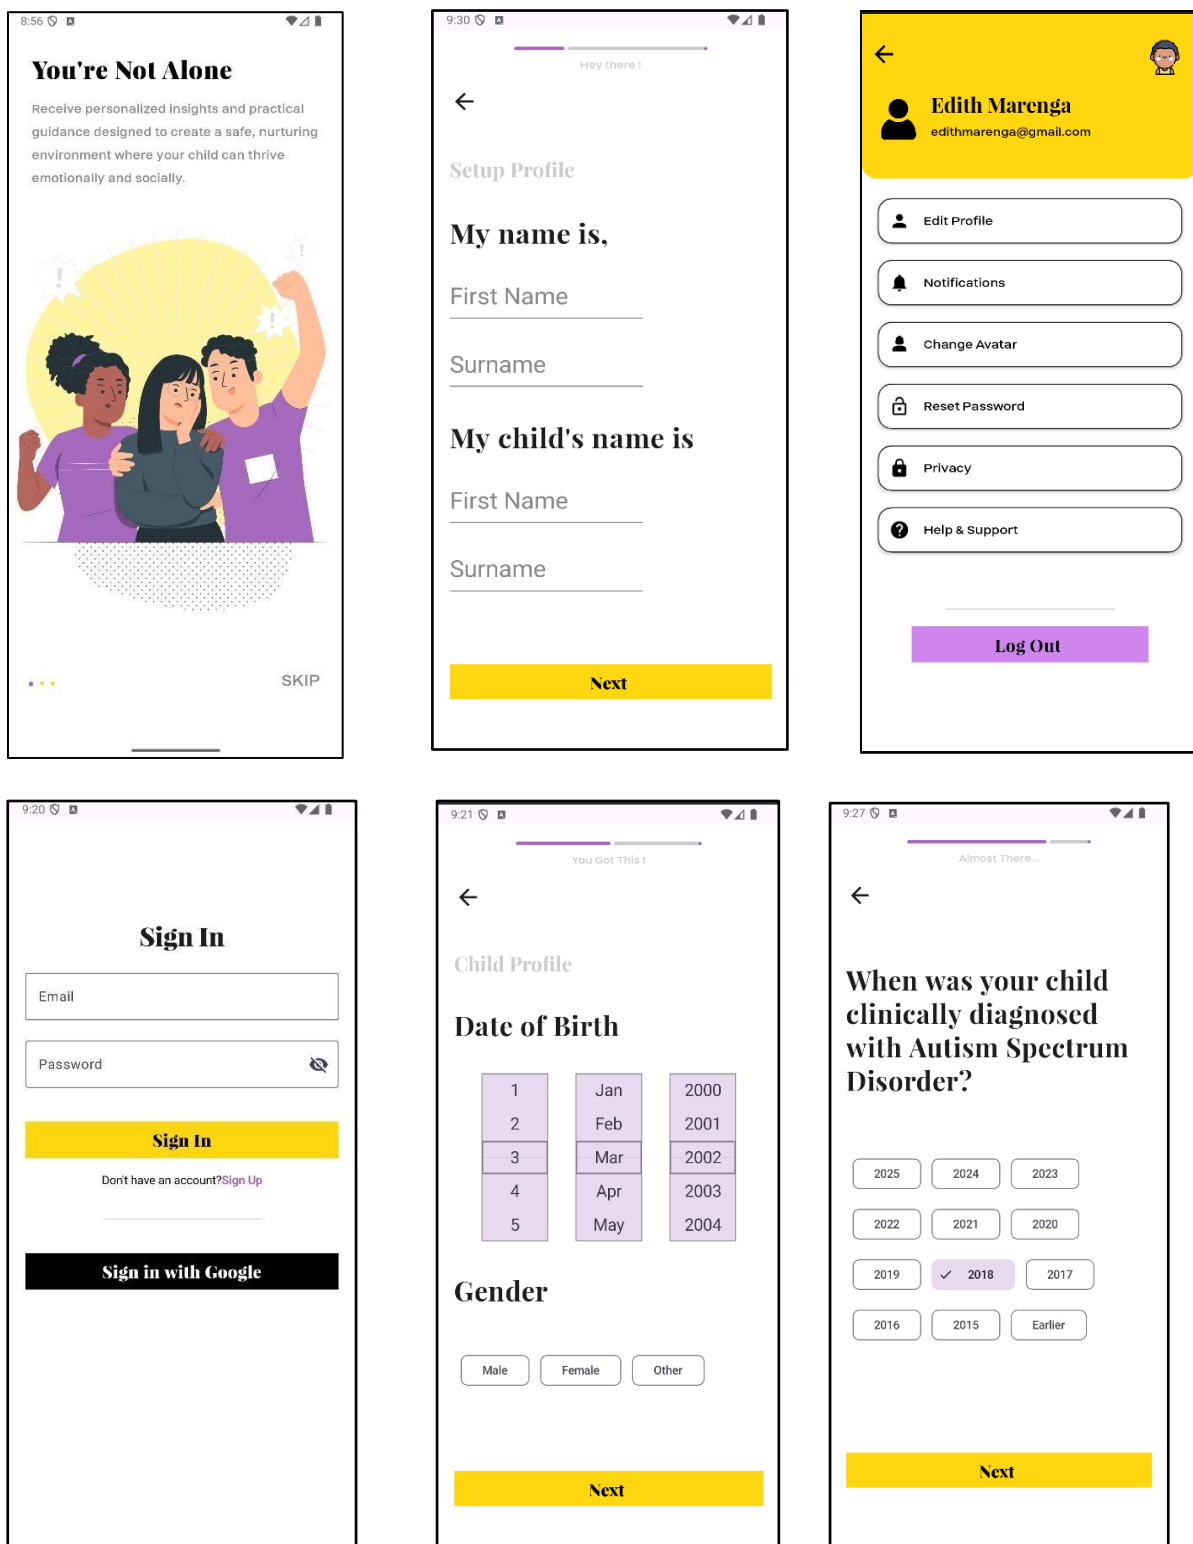 8:56
You're Not Alone
Receive personalized insights and practical
guidance designed to create a safe, nurturing
environment where your child can thrive
emotionally and socially.
SKIP
9:30
Hey there !
Setup Profile
My name is,
First Name
Surname
My child's name is
First Name
Surname
Next
Edith Marenga
edithmarenga@gmail.com
Edit Profile
Notifications
Change Avatar
Reset Password
Privacy
Help & Support
Log Out
9:20
Sign In
Email
Password
Sign In
Don't have an account?Sign Up
Sign in with Google
9:21
You Got This !
Child Profile
Date of Birth
1 Jan 2000
2 Feb 2001
3 Mar 2002
4 Apr 2003
5 May 2004
Gender
Male Female Other
Next
9:27
Almost There...
When was your child
clinically diagnosed
with Autism Spectrum
Disorder?
2025 2024 2023
2022 2021 2020
2019 2018 2017
2016 2015 Earlier
Next